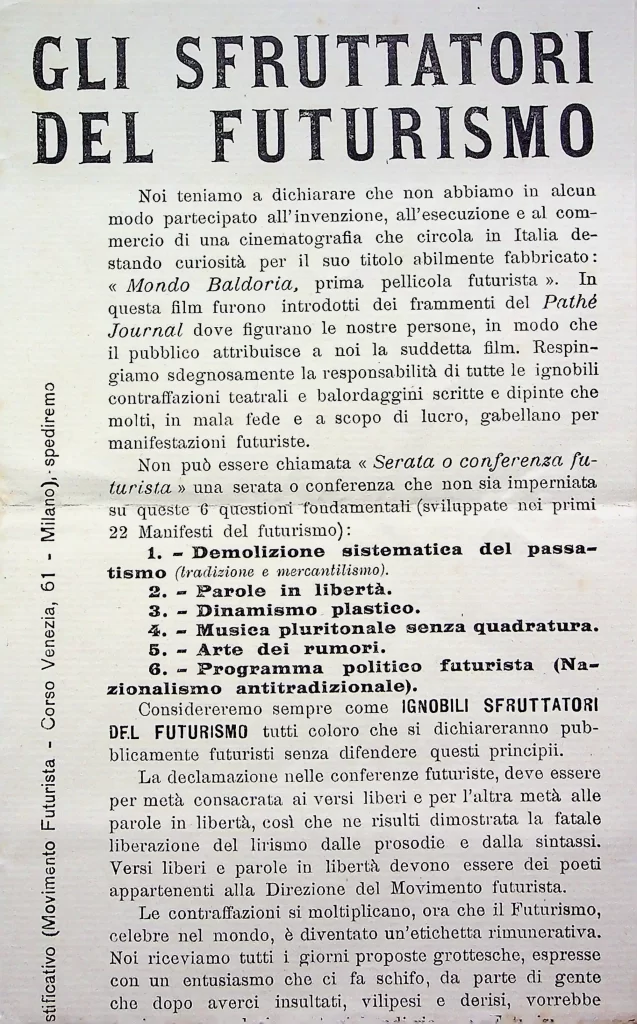 GLI SFRUTTATORI
DEL FUTURISMO
Noi teniamo a dichiarare che non abbiamo in alcun
modo partecipato all'invenzione, all'esecuzione e al com-
mercio di una cinematografia che circola in Italia de-
stando curiosità per il suo titolo abilmente fabbricato:
« Mondo Baldoria, prima pellicola futurista ». In
questa film furono introdotti dei frammenti del Pathé
Journal dove figurano le nostre persone, in modo che
il pubblico attribuisce a noi la suddetta film. Respin-
giamo sdegnosamente la responsabilità di tutte le ignobili
contraffazioni teatrali e balordaggini scritte e dipinte che
molti, in mala fede e a scopo di lucro, gabellano per
manifestazioni futuriste.
Non può essere chiamata « Serata o conferenza fu-
turista » una serata o conferenza che non sia imperniata
su queste 6 questioni fondamentali (sviluppate nei primi
22 Manifesti del futurismo):
1. - Demolizione sistematica del passa-
tismo (tradizione e mercantilismo).
2. - Parole in libertà.
3. - Dinamismo plastico.
4. - Musica pluritonale senza quadratura.
5. - Arte dei rumori.
6. - Programma politico futurista (Na-
zionalismo antitradizionale).
Considereremo sempre come IGNOBILI SFRUTTATORI
DEL FUTURISMO tutti coloro che si dichiareranno pub-
blicamente futuristi senza difendere questi principii.
La declamazione nelle conferenze futuriste, deve essere
per metà consacrata ai versi liberi e per l'altra metà alle
parole in libertà, così che ne risulti dimostrata la fatale
liberazione del lirismo dalle prosodie e dalla sintassi.
Versi liberi e parole in libertà devono essere dei poeti
appartenenti alla Direzione del Movimento futurista.
Le contraffazioni si moltiplicano, ora che il Futurismo,
celebre nel mondo, è diventato un'etichetta rimunerativa.
Noi riceviamo tutti i giorni proposte grottesche, espresse
con un entusiasmo che ci fa schifo, da parte di gente
che dopo averci insultati, vilipesi e derisi, vorrebbe
stificativo (Movimento Futurista - Corso Venezia, 61 - Milano), spediremo